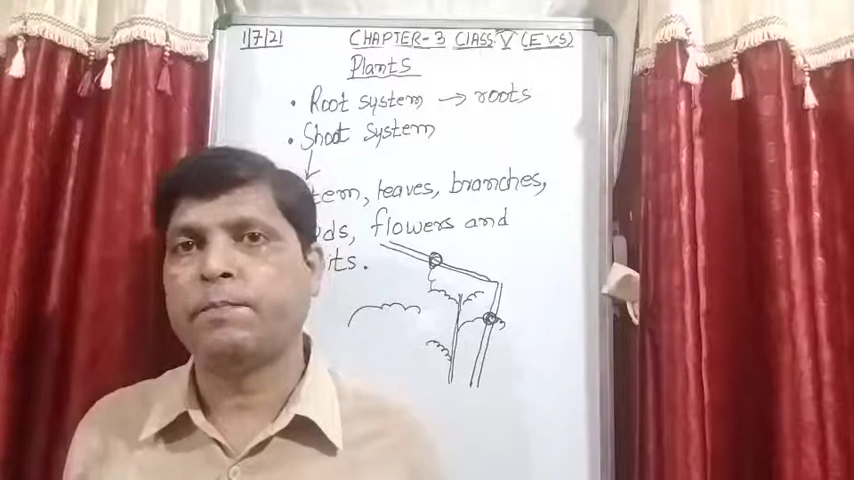 1/7/21 CHAPTER-3 CLASS V (EVS)
Plants
• Root system → roots
• Shoot system
tem, leaves, branches,
ds, flowers and
its.